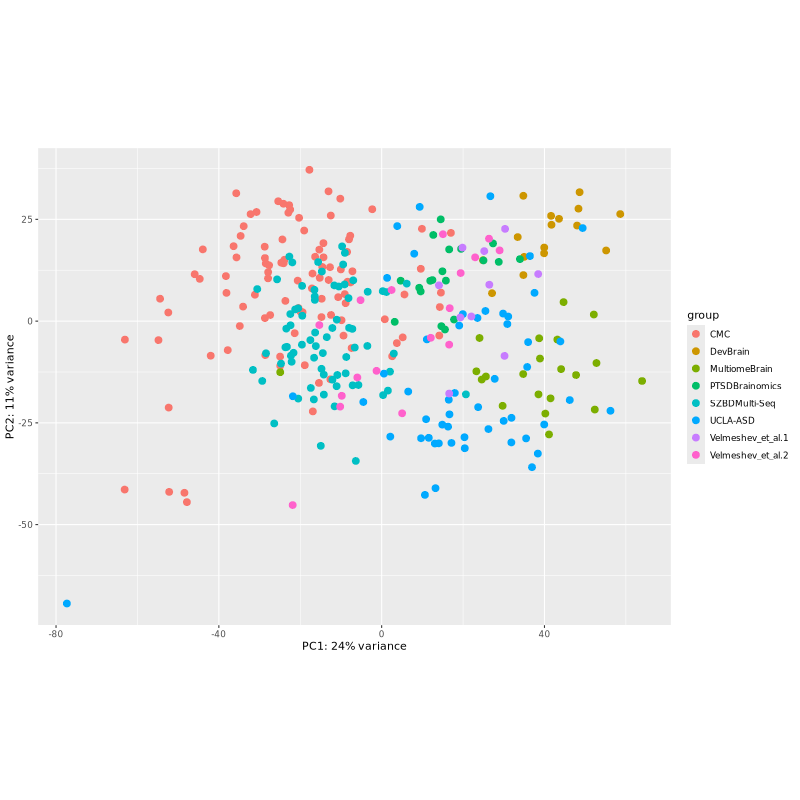 25
0
-25
-50
-80
-40
0
40
PC1: 24% variance
PC2: 11% variance
group
CMC
DevBrain
MultiomeBrain
PTSDBrainomics
SZBDMulti-Seq
UCLA-ASD
Velmeshev_et_al.1
Velmeshev_et_al.2